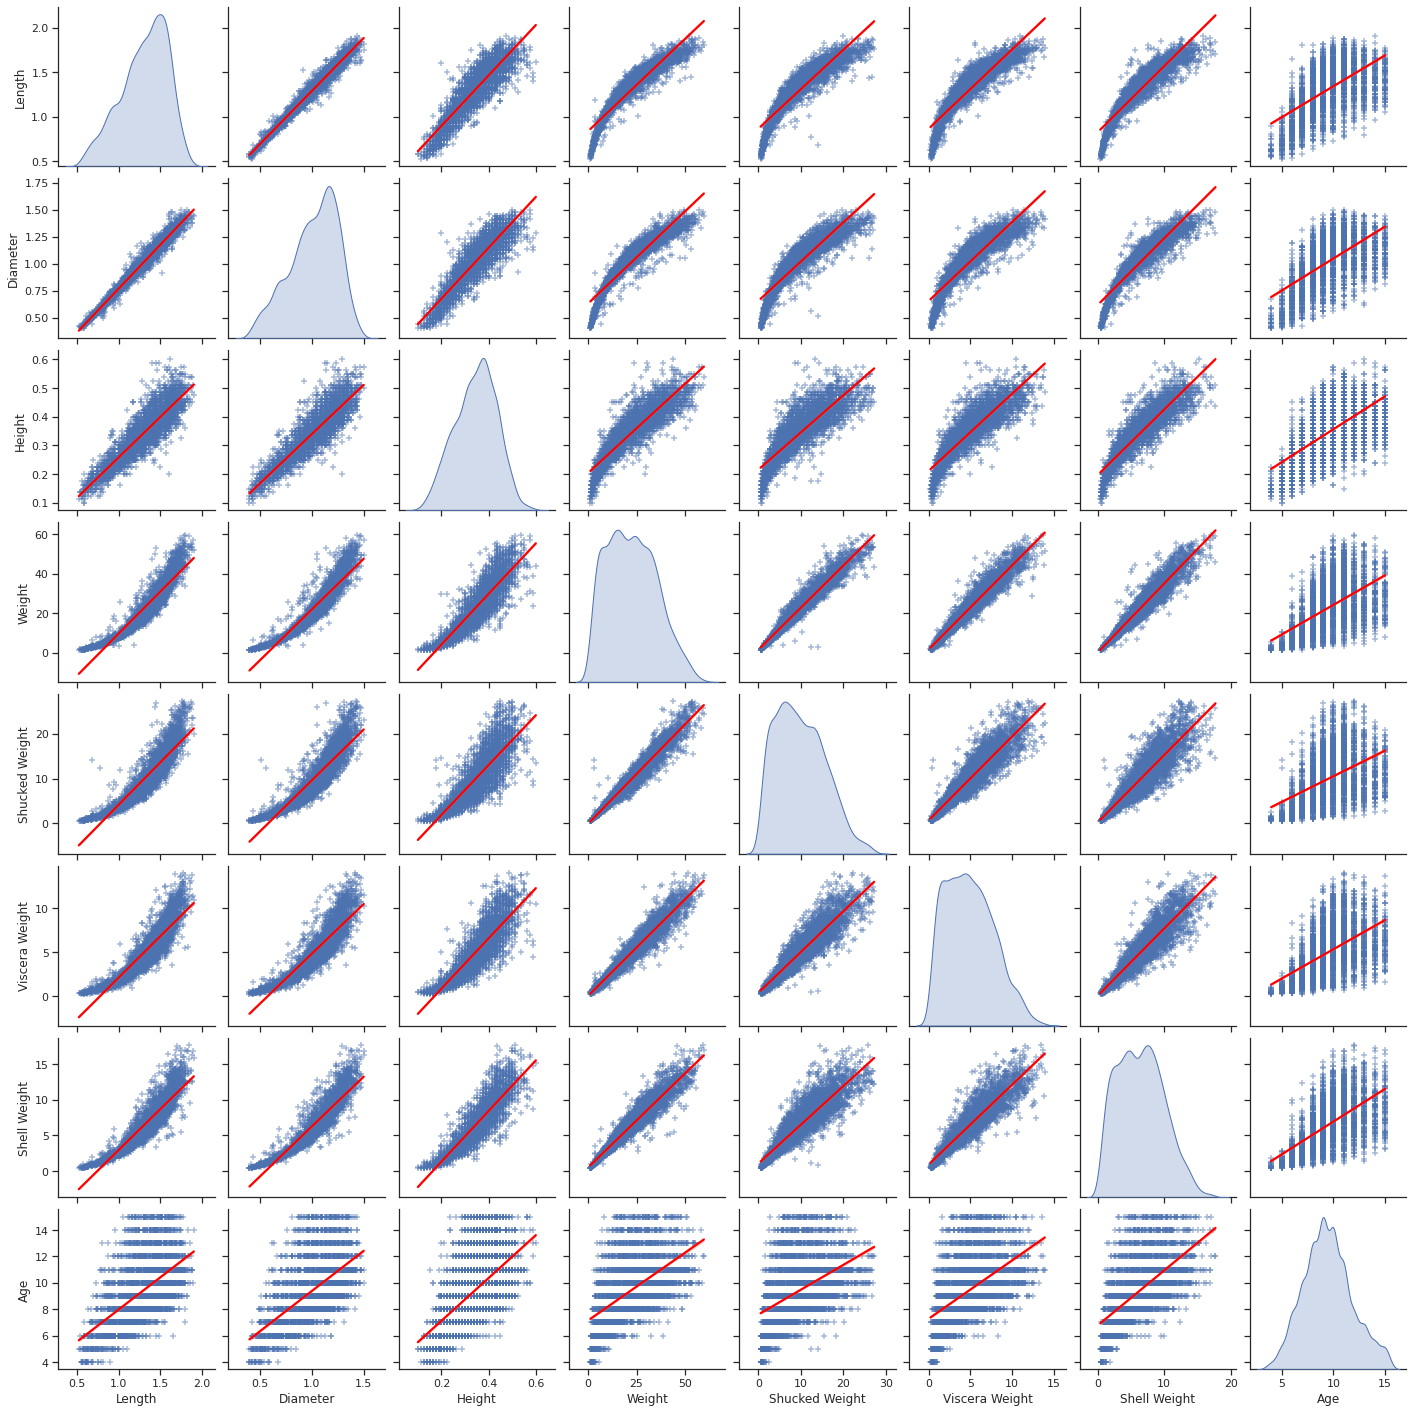 2.0
1.5
1.0
0.5
Length
1.75
1.50
1.25
1.00
0.75
0.50
Diameter
0.6
0.5
0.4
0.3
0.2
0.1
Height
60
40
20
0
Weight
20
10
0
Shucked Weight
10
5
0
Viscera Weight
15
10
5
0
Shell Weight
14
12
10
8
6
4
Age
0.5 1.0 1.5 2.0
0.5 1.0 1.5
0.2 0.4 0.6
0 50
0 10 20 30
0 5 10 15
0 10 20
5 10 15
Length Diameter Height Weight Shucked Weight Viscera Weight Shell Weight Age